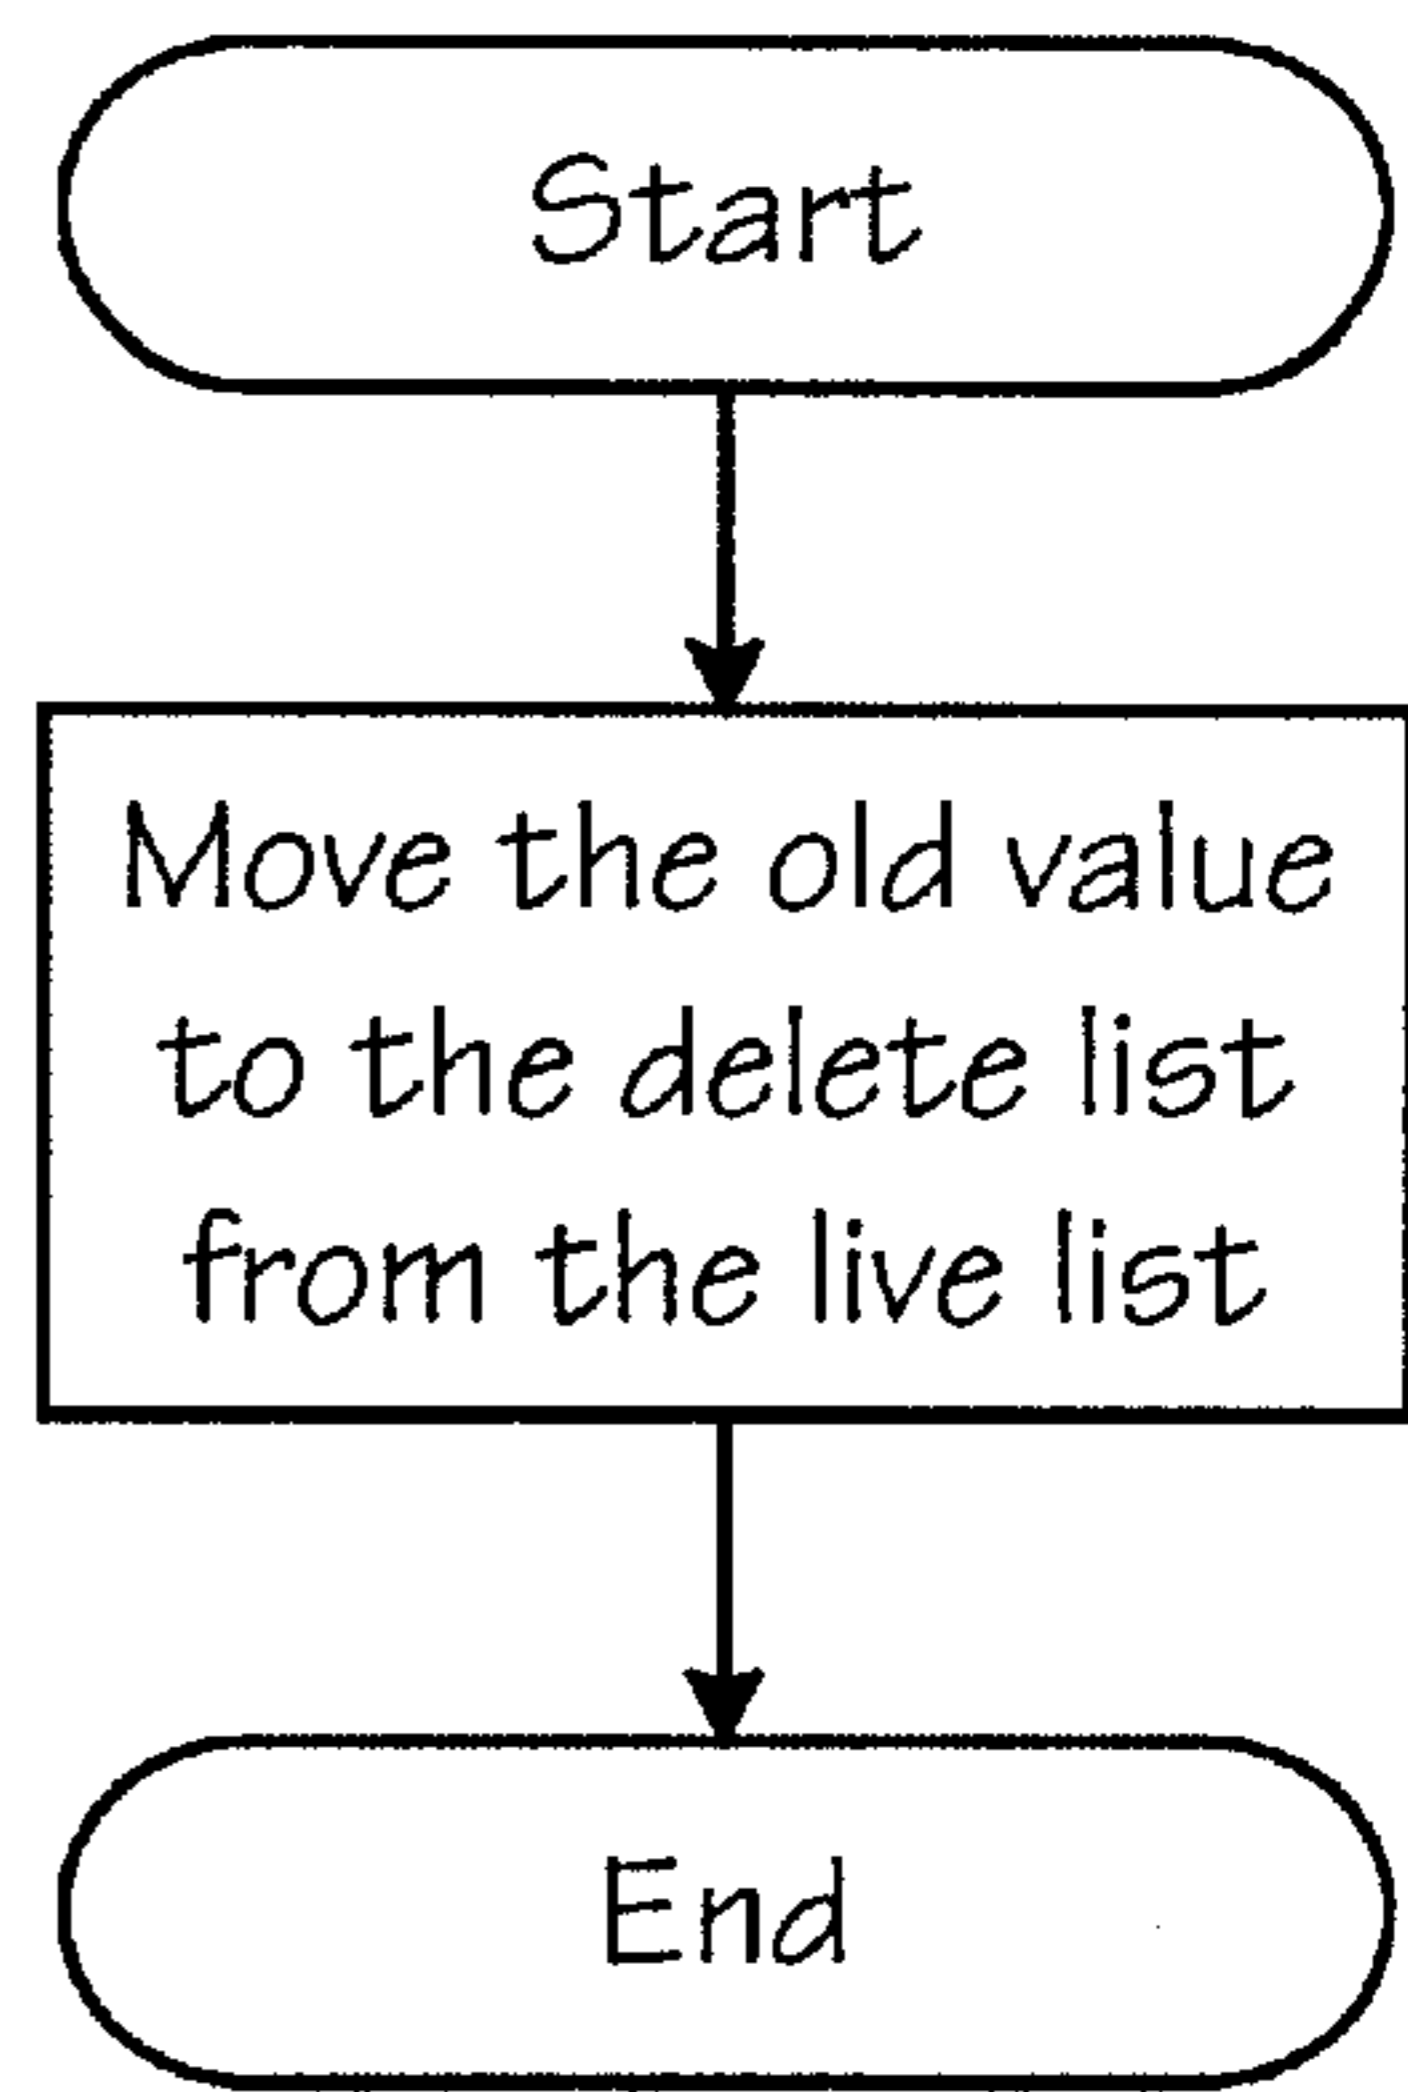 Start
Move the old value
to the delete list
from the live list
End